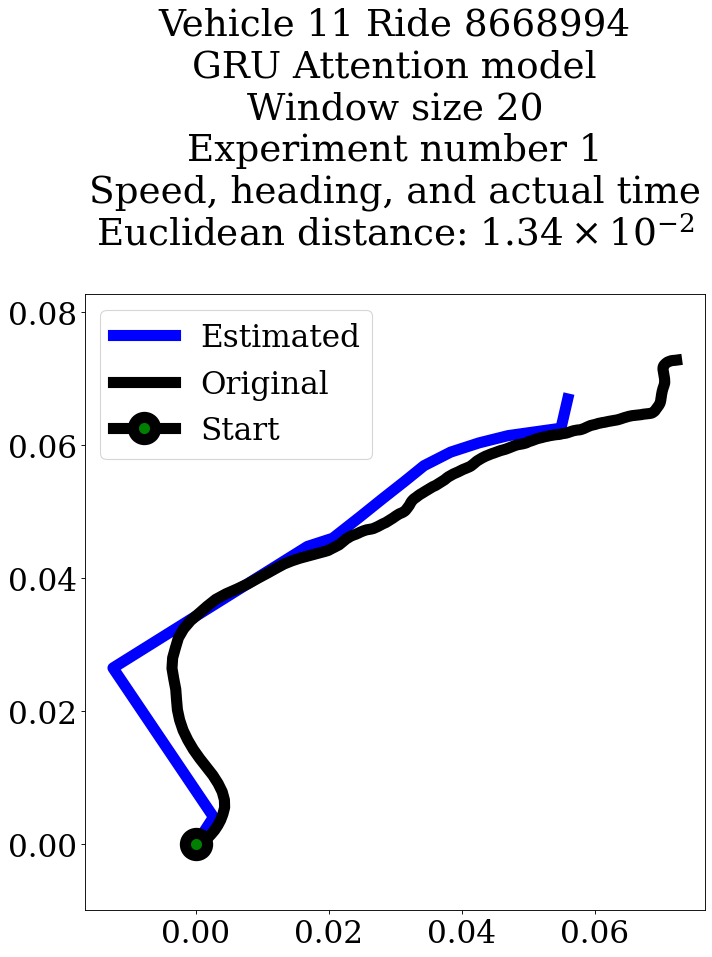 Vehicle 11 Ride 8668994
GRU Attention model
Window size 20
Experiment number 1
Speed, heading, and actual time
Euclidean distance: 1.34 × 10⁻²
Estimated
Original
Start
0.08
0.06
0.04
0.02
0.00
0.00 0.02 0.04 0.06